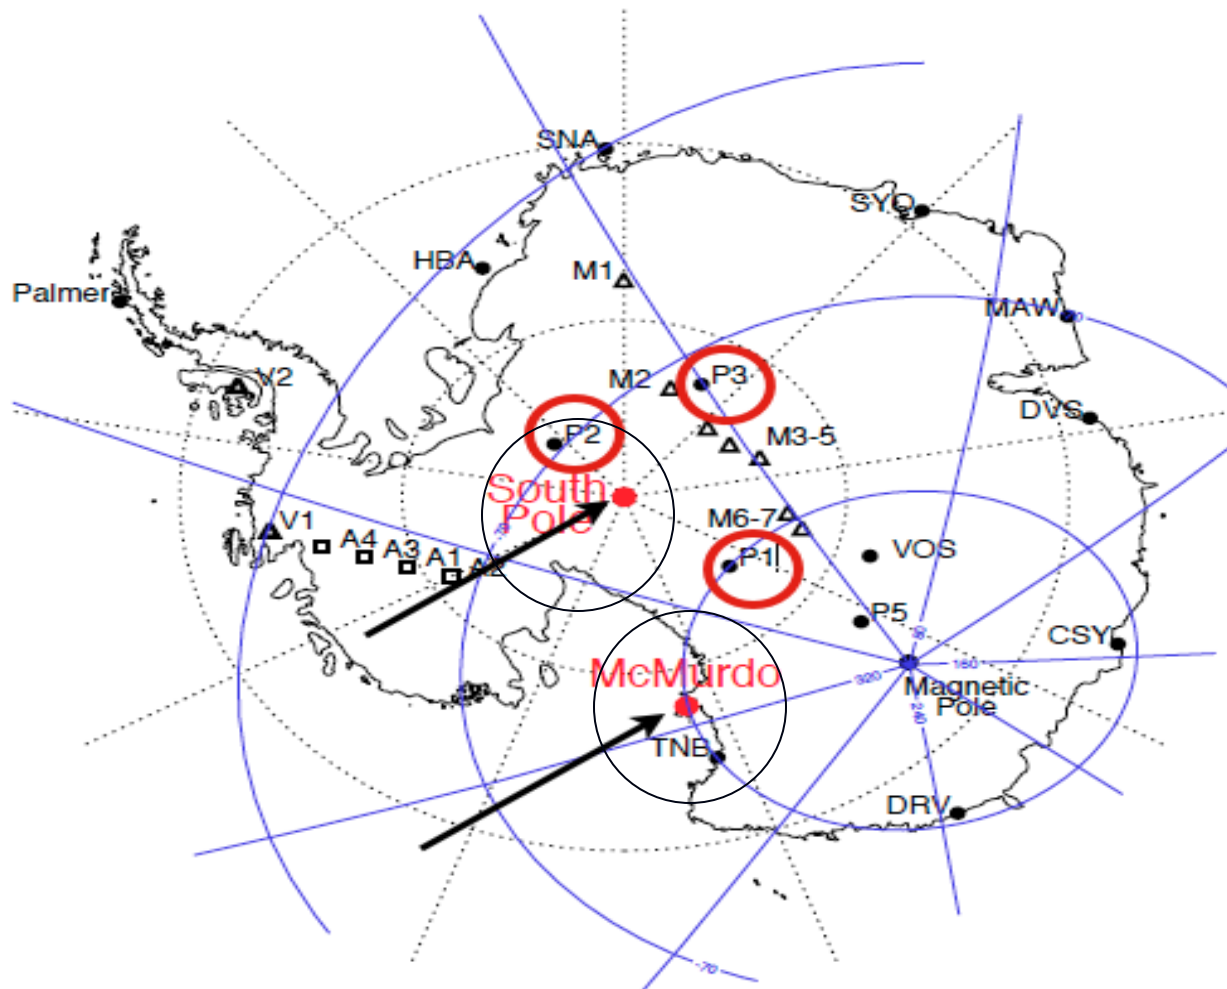 SNA
SYO
HBA
M1
Palmer
MAW
V2
M2
P3
DVS
P2
M3-5
South
Pole
V1
M6-7
A4
A3
A1
P1
VOS
P5
CSY
McMurdo
320
160
Magnetic
Pole
240
TNB
DRV
-70